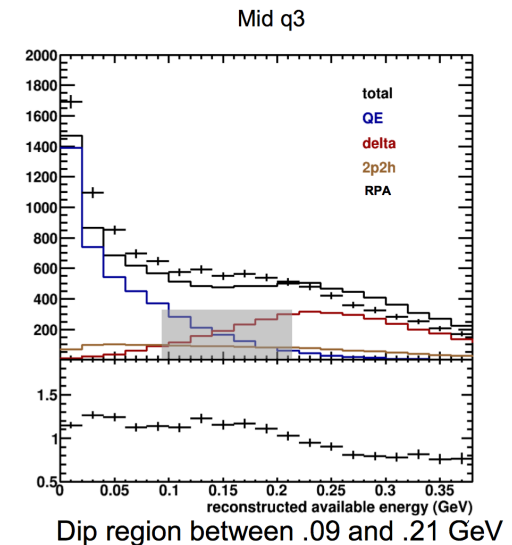 Mid q3
2000
1800
1600
1400
1200
1000
800
600
400
200
total
QE
delta
2p2h
RPA
1.5
1
0.5
0 0.05 0.1 0.15 0.2 0.25 0.3 0.35
reconstructed available energy (GeV)
Dip region between .09 and .21 GeV